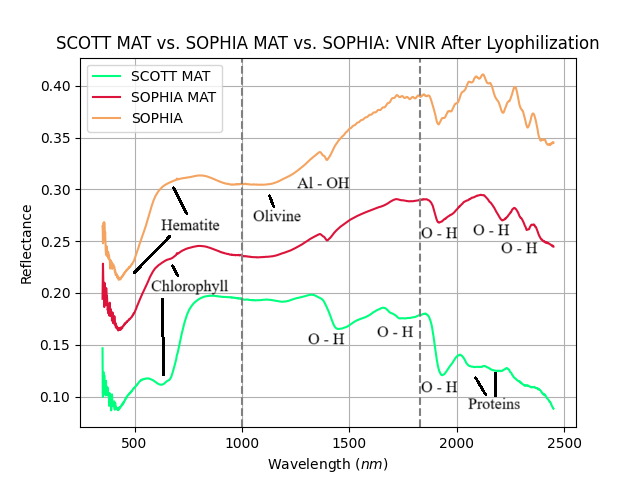 SCOTT MAT vs. SOPHIA MAT vs. SOPHIA: VNIR After Lyophilization
SCOTT MAT
SOPHIA MAT
SOPHIA
0.40
0.35
0.30
0.25
0.20
0.15
0.10
Reflectance
Al - OH
Olivine
Hematite
Chlorophyll
O - H
O - H
O - H
O - H
O - H
O - H
Proteins
500
1000
1500
2000
2500
Wavelength (nm)